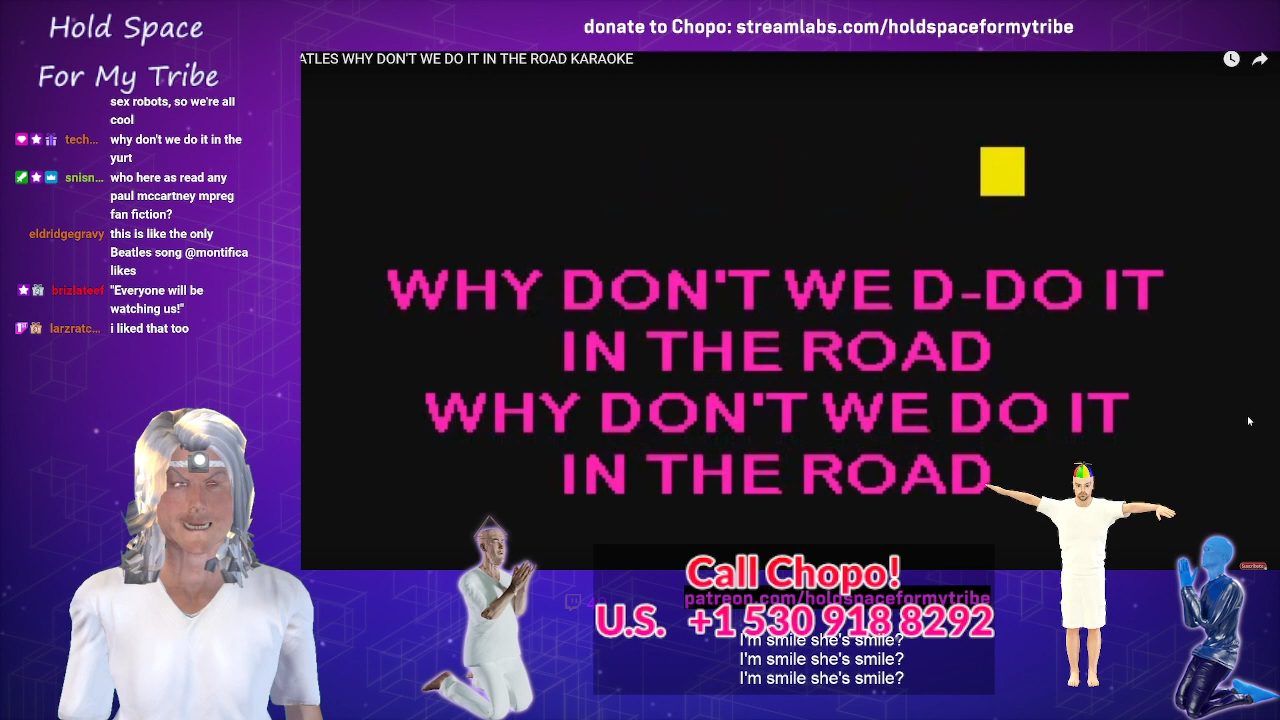 Hold Space
For My Tribe
donate to Chopo: streamlabs.com/holdspaceformytribe
ATLES WHY DON'T WE DO IT IN THE ROAD KARAOKE
sex robots, so we're all
cool
tech... why don't we do it in the
yurt
snisn... who here as read any
paul mccartney mpreg
fan fiction?
eldridgegravy this is like the only
Beatles song @montifica
likes
brizlateef "Everyone will be
watching us!"
larzratc... i liked that too
WHY DON'T WE D-DO IT
IN THE ROAD
WHY DON'T WE DO IT
IN THE ROAD
Call Chopo!
patreon.com/holdspaceformytribe
U.S. +1 530 918 8292
I'm smile she's smile?
I'm smile she's smile?
I'm smile she's smile?